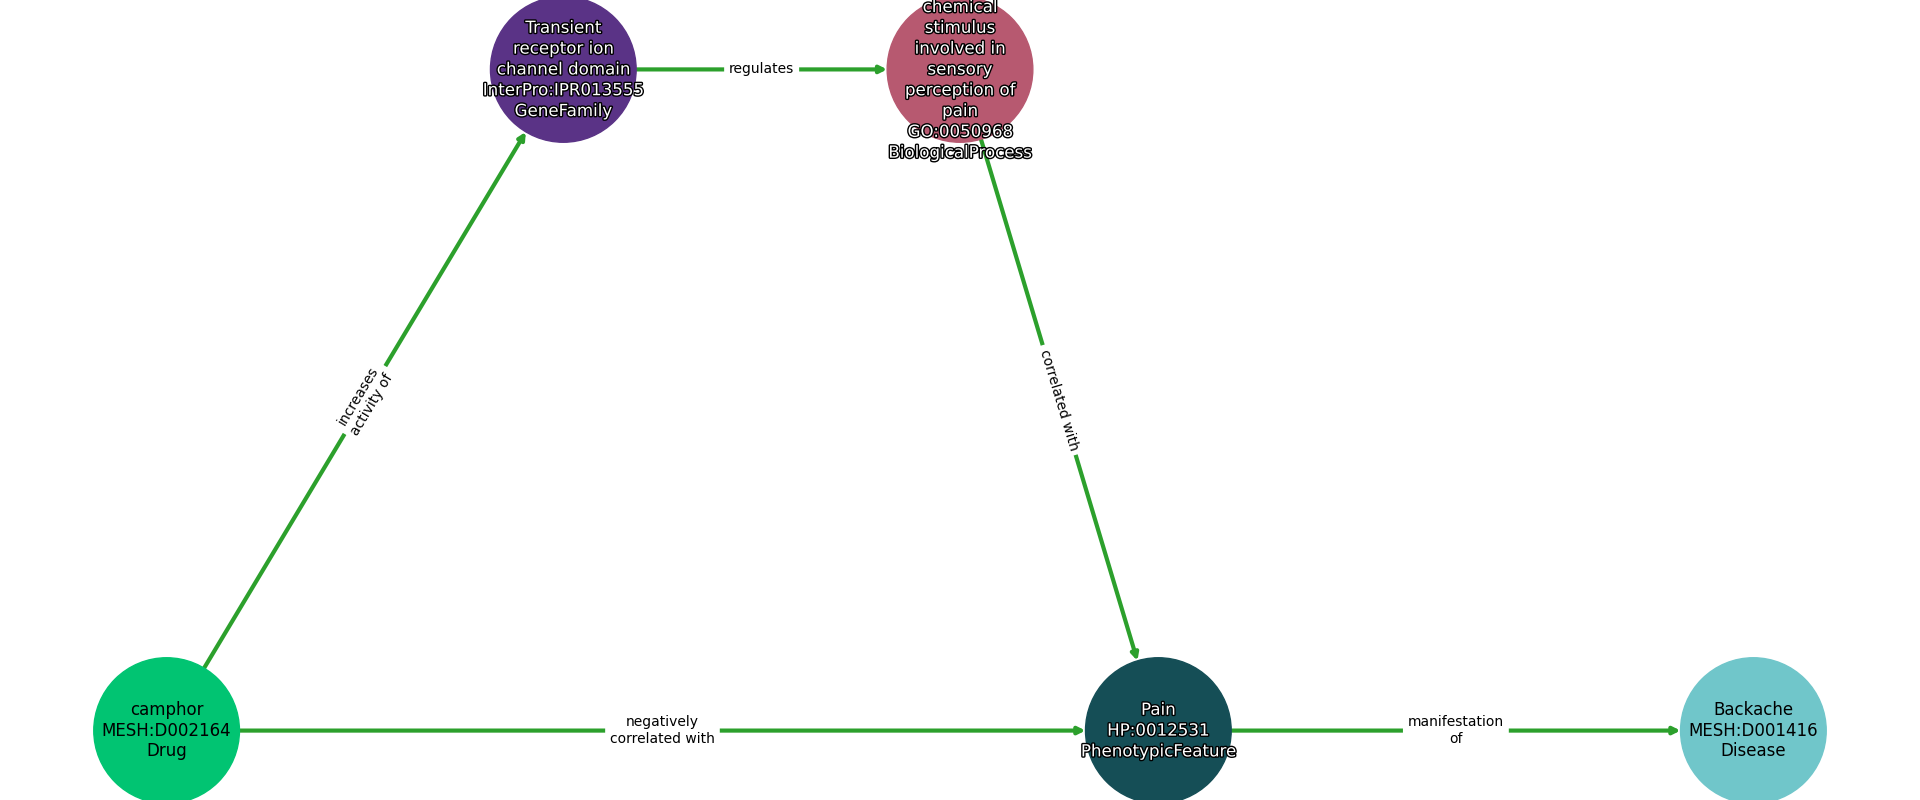 Transient
receptor ion
channel domain
InterPro:IPR013555
GeneFamily
regulates
chemical
stimulus
involved in
sensory
perception of
pain
GO:0050968
BiologicalProcess
increases
activity of
correlated with
camphor
MESH:D002164
Drug
negatively
correlated with
Pain
HP:0012531
PhenotypicFeature
manifestation
of
Backache
MESH:D001416
Disease